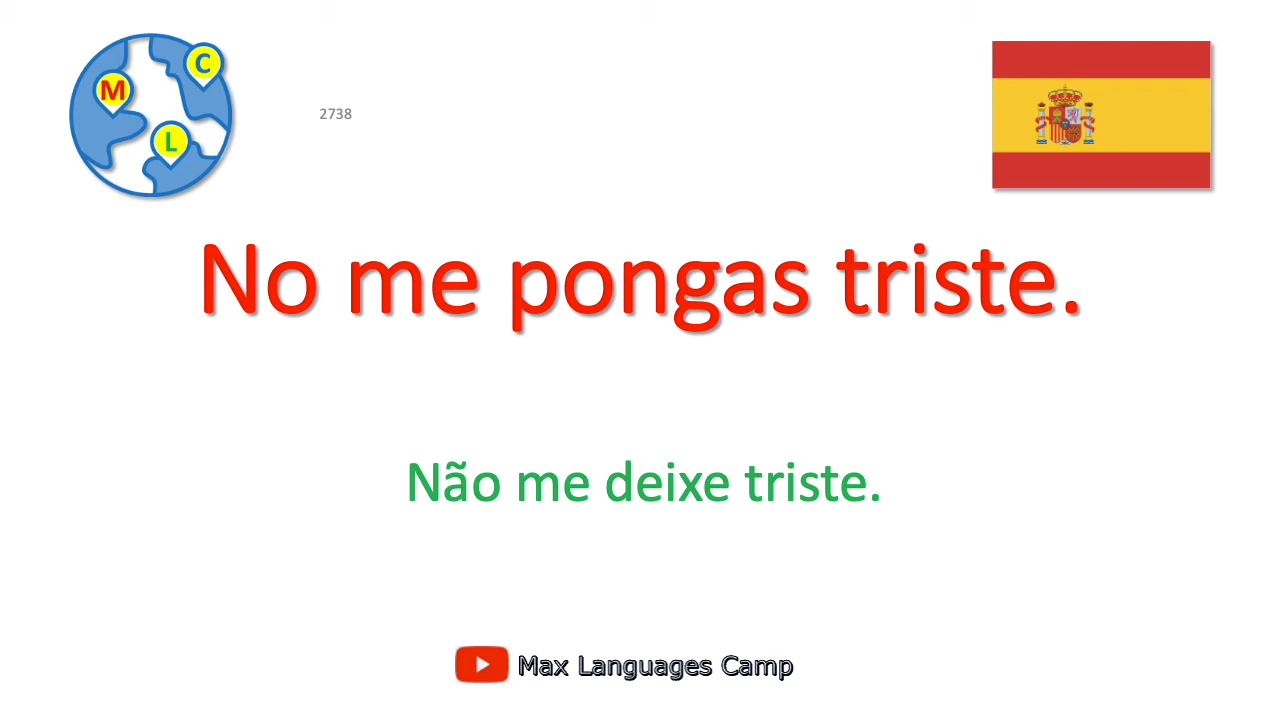 C
M
L
2738
No me pongas triste.
Não me deixe triste.
Max Languages Camp